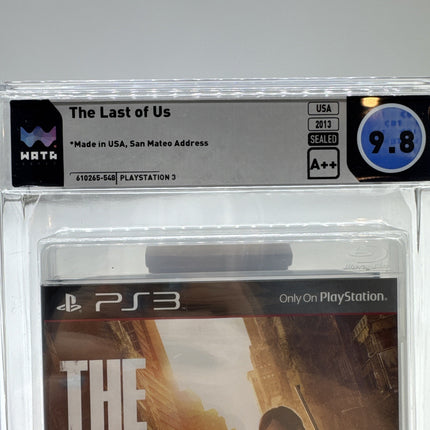 The Last of Us
*Made in USA, San Mateo Address
610265-548 PLAYSTATION 3
WATA
USA
2013
SEALED
A++
9.8
PS3
Only On PlayStation.
THE